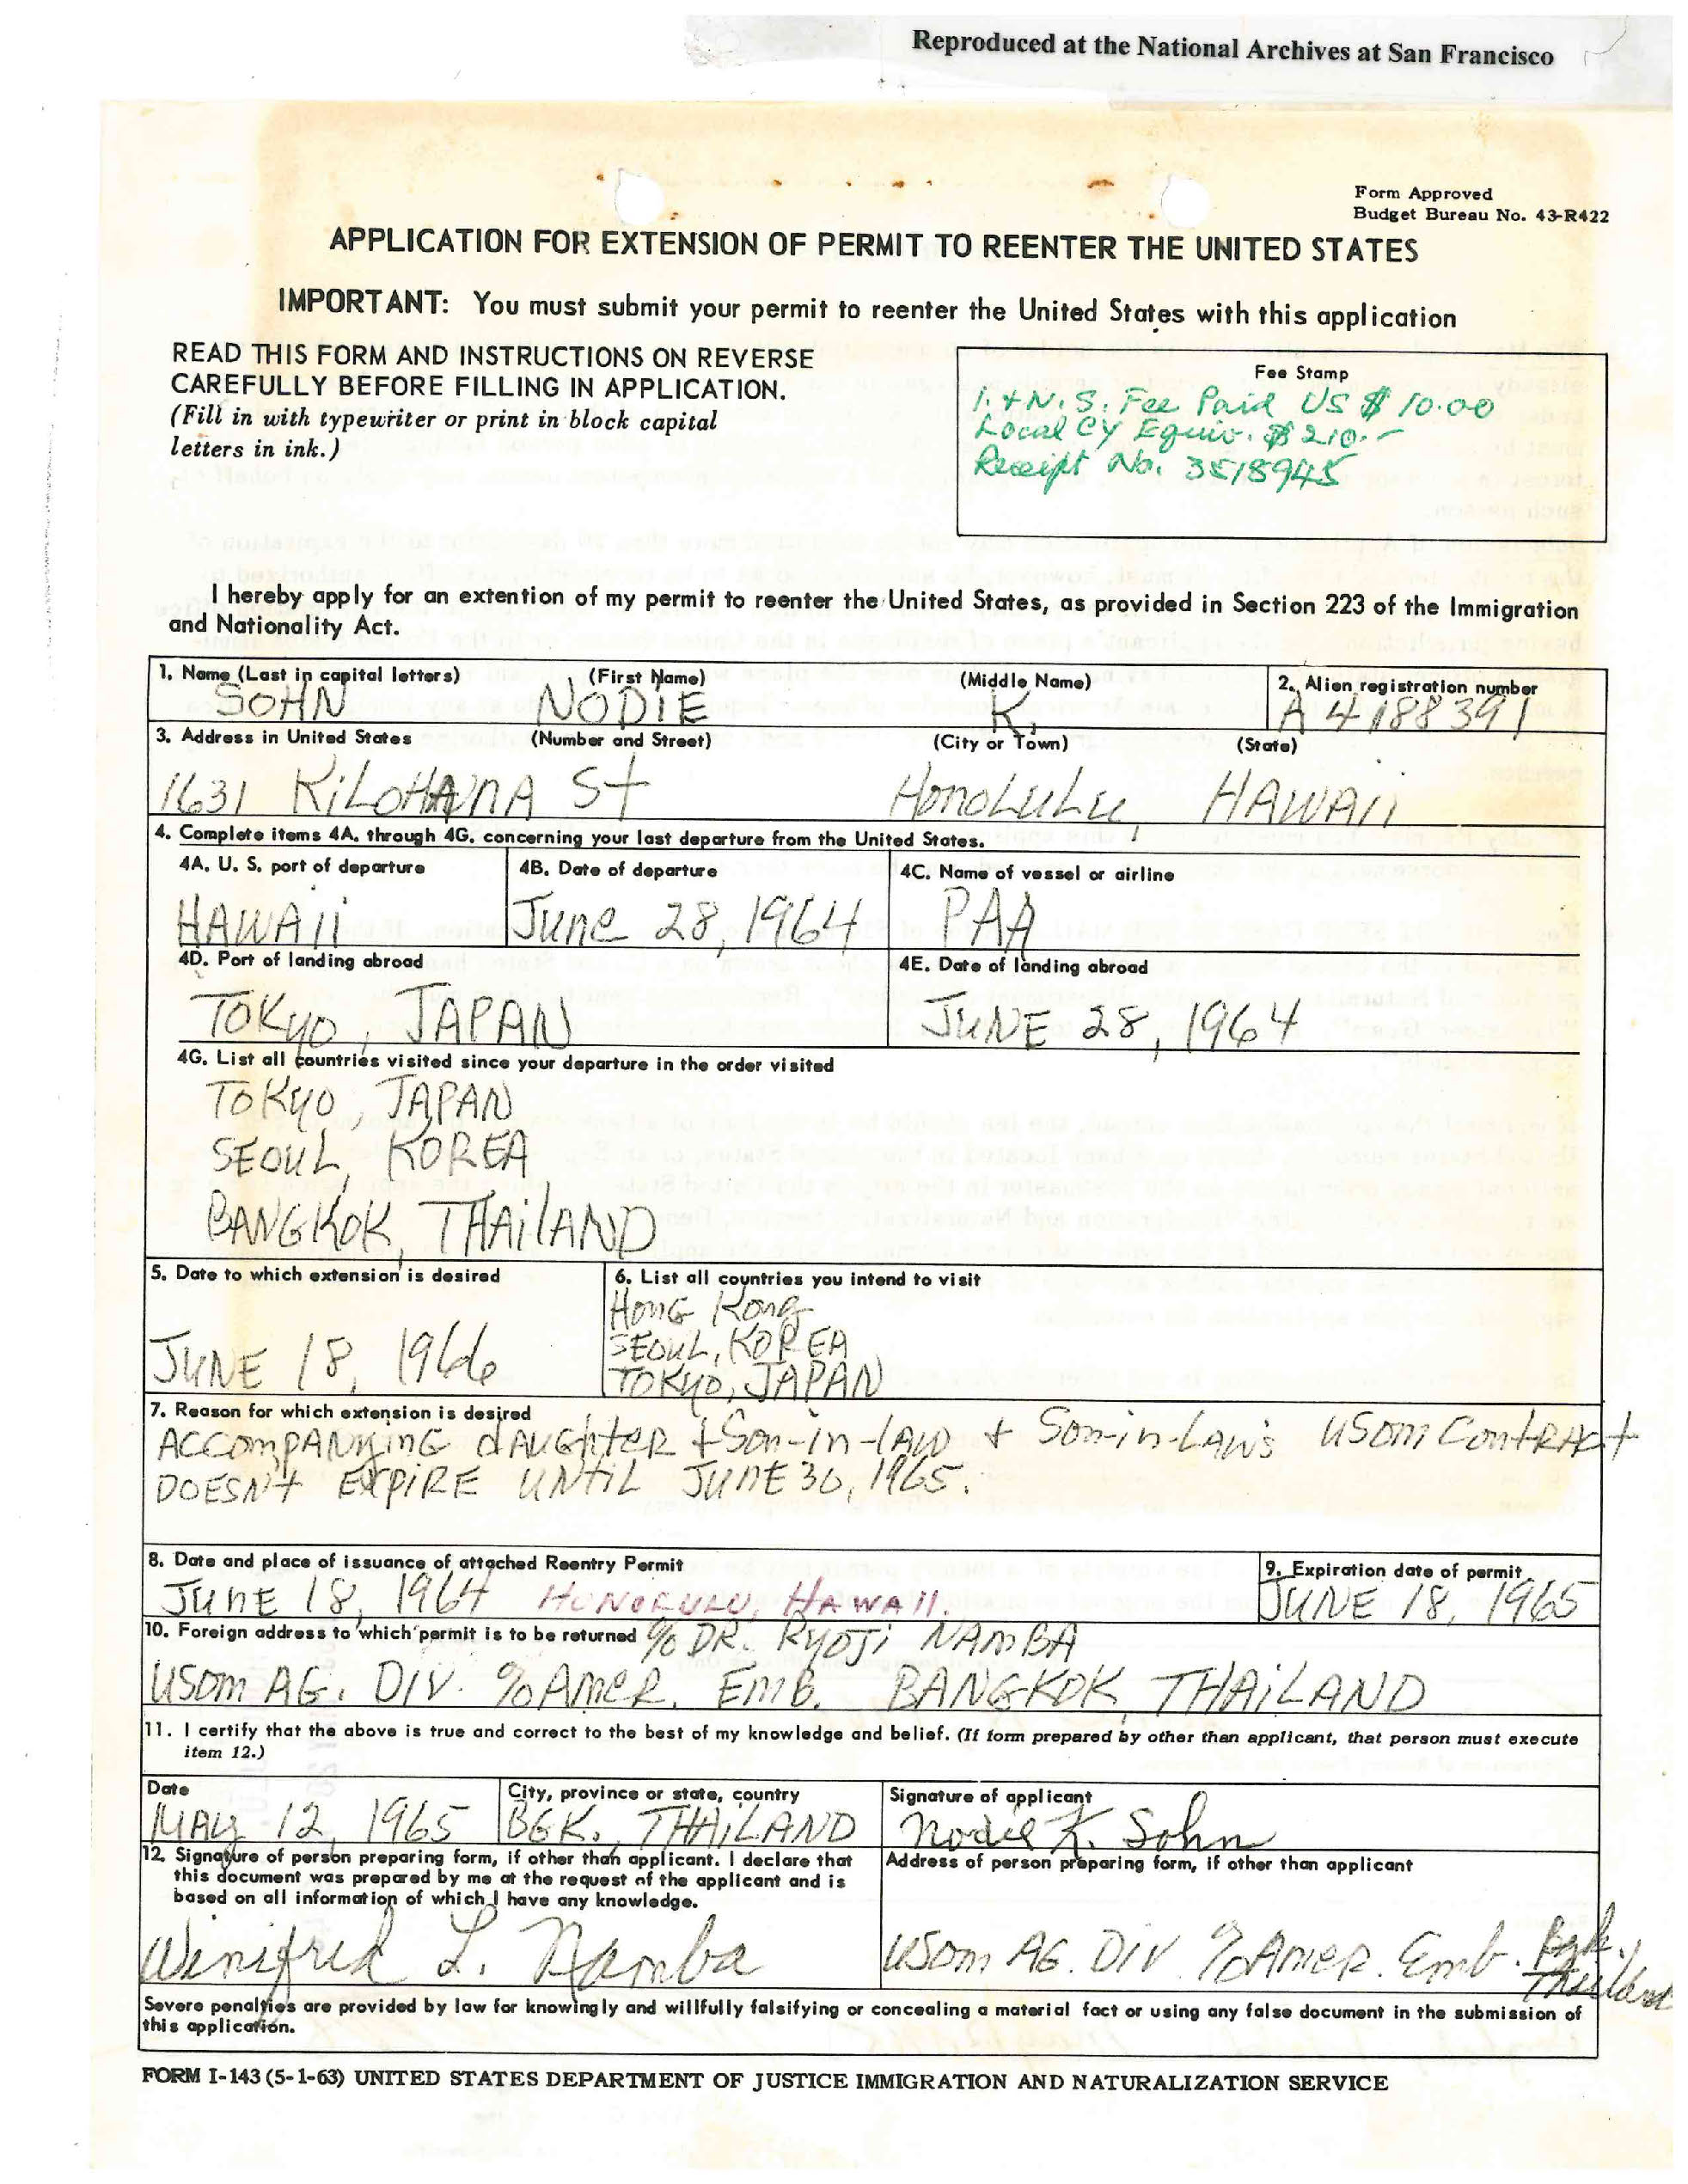 Reproduced at the National Archives at San Francisco
Form Approved
Budget Bureau No. 43-R422
APPLICATION FOR EXTENSION OF PERMIT TO REENTER THE UNITED STATES
IMPORTANT: You must submit your permit to reenter the United States with this application
READ THIS FORM AND INSTRUCTIONS ON REVERSE
CAREFULLY BEFORE FILLING IN APPLICATION.
(Fill in with typewriter or print in block capital
letters in ink.)
Fee Stamp
I. & N. S. Fee Paid US $ 10.00
Local Cy Equiv. ฿ 210.-
Receipt No. 3518945
I hereby apply for an extention of my permit to reenter the United States, as provided in Section 223 of the Immigration
and Nationality Act.
1. Name (Last in capital letters) (First Name) (Middle Name) 2. Alien registration number
SOHN NODIE K. A 4188391
3. Address in United States (Number and Street) (City or Town) (State)
1631 KiLOHANA St HonoLuLu, HAWAii
4. Complete items 4A. through 4G. concerning your last departure from the United States.
4A. U. S. port of departure 4B. Date of departure 4C. Name of vessel or airline
HAWAii June 28, 1964 PAA
4D. Port of landing abroad 4E. Date of landing abroad
TOKyo, JAPAN JUNE 28, 1964
4G. List all countries visited since your departure in the order visited
TOKyo, JAPAN
SEOUL, KOREA
BANGKOK, THAiLAND
5. Date to which extension is desired 6. List all countries you intend to visit
JUNE 18, 1966
HONG KONG
SEOUL, KOREA
TOKyo, JAPAN
7. Reason for which extension is desired
ACCOmPANYiNG dAUGHtER + Son-in-lAW + Son-in-LAW's USOM ContRACt
DOESN't EXPiRE UNtiL JUNE 30, 1965.
8. Date and place of issuance of attached Reentry Permit 9. Expiration date of permit
JUNE 18, 1964 HONORURU, HAWAII. JUNE 18, 1965
10. Foreign address to which permit is to be returned % DR. RYOJi NAMBA
USOM AG. DIV. % AMER. EMB. BANGKOK, THAiLAND
11. I certify that the above is true and correct to the best of my knowledge and belief. (If form prepared by other than applicant, that person must execute
item 12.)
Date City, province or state, country Signature of applicant
MAy 12, 1965 BGK., THAiLAND Nodie K. Sohn
12. Signature of person preparing form, if other than applicant. I declare that
this document was prepared by me at the request of the applicant and is
based on all information of which I have any knowledge.
Address of person preparing form, if other than applicant
Winifred L. Namba USOM AG. DIV. % AMER. Emb. Bgk., Thailand
Severe penalties are provided by law for knowingly and willfully falsifying or concealing a material fact or using any false document in the submission of
this application.
FORM I-143 (5-1-63) UNITED STATES DEPARTMENT OF JUSTICE IMMIGRATION AND NATURALIZATION SERVICE